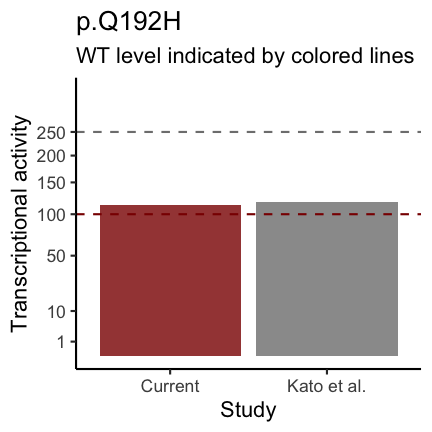 p.Q192H
WT level indicated by colored lines
Transcriptional activity
250
200
150
100
50
10
1
Current
Kato et al.
Study